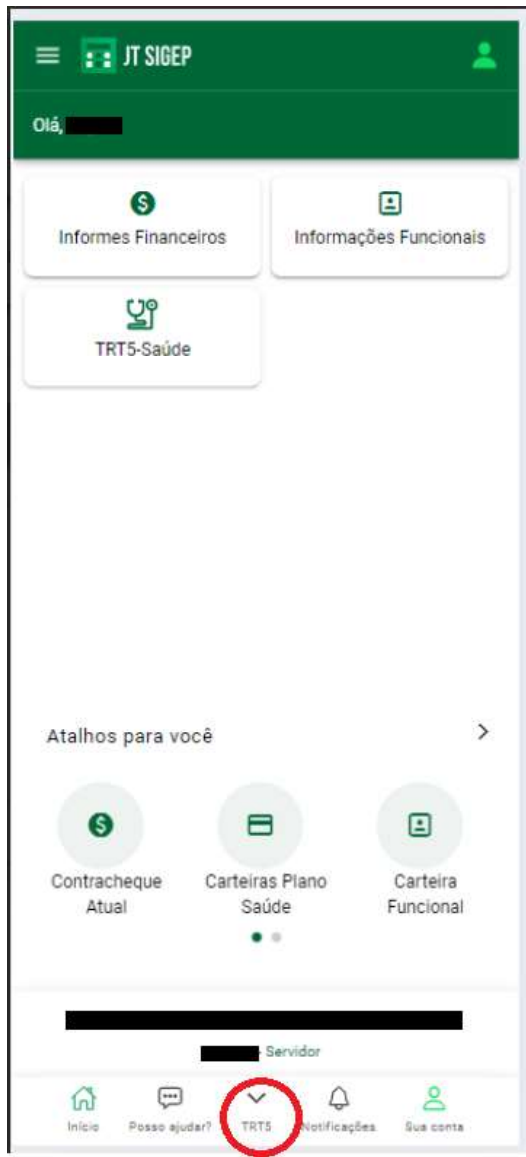 JT SIGEP
Olá,
Informes Financeiros
Informações Funcionais
TRT5-Saúde
Atalhos para você
Contracheque
Atual
Carteiras Plano
Saúde
Carteira
Funcional
- Servidor
Início
Posso ajudar?
TRT5
Notificações
Sua conta